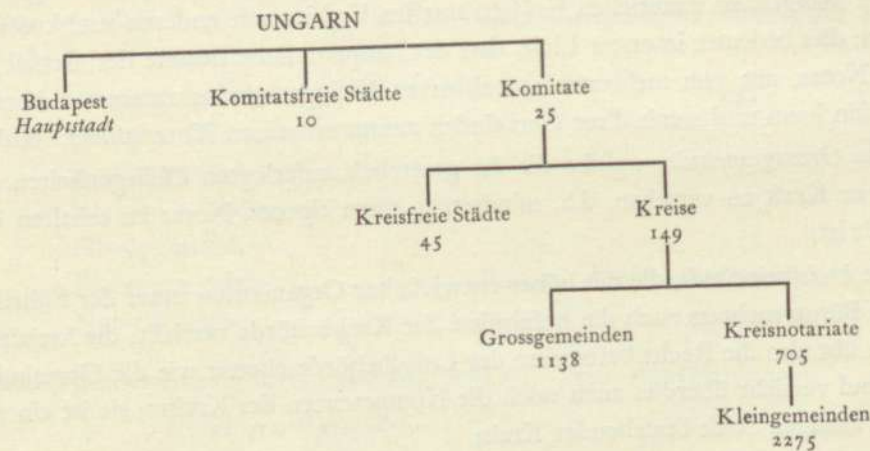 UNGARN
Budapest
Hauptstadt
Komitatsfreie Städte
10
Komitate
25
Kreisfreie Städte
45
Kreise
149
Grossgemeinden
1138
Kreisnotariate
705
Kleingemeinden
2275